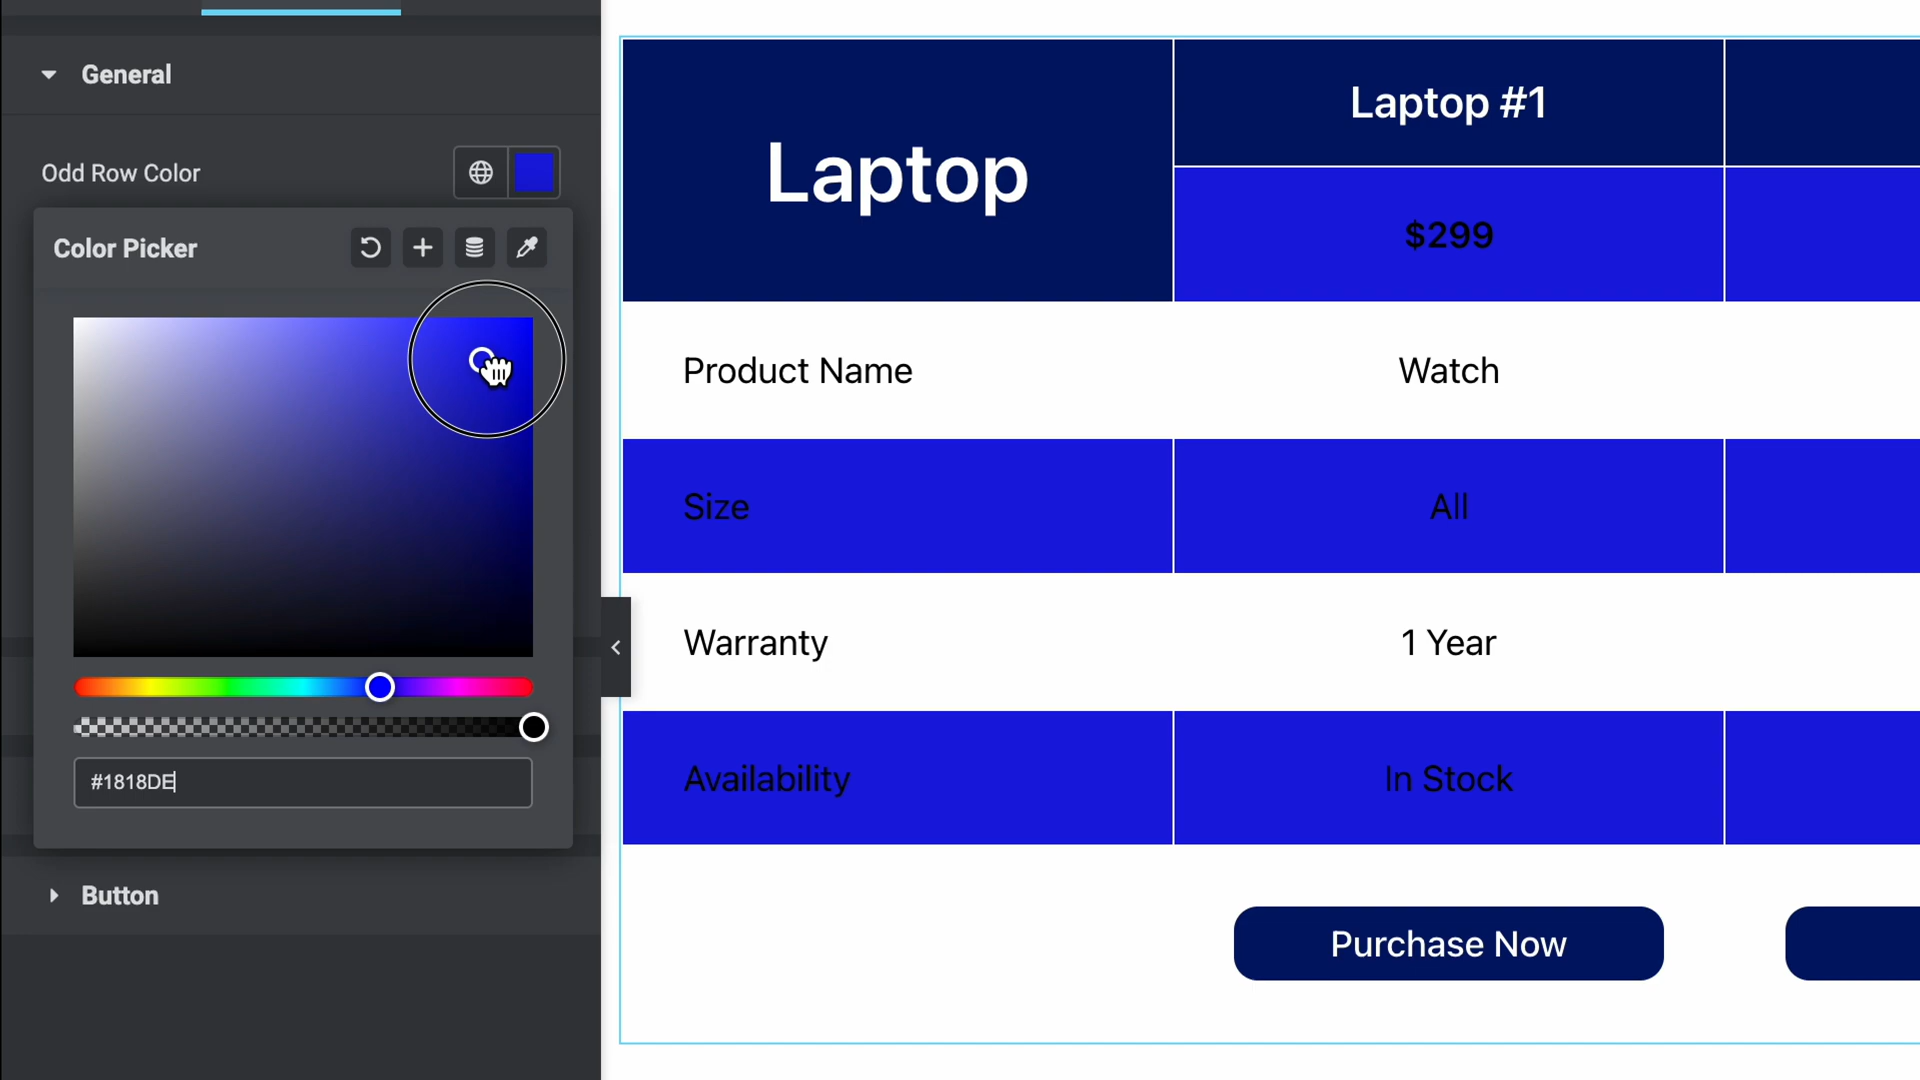 General
Odd Row Color
Color Picker
#1818DE
Button
Laptop
Laptop #1
$299
Product Name
Watch
Size
All
Warranty
1 Year
Availability
In Stock
Purchase Now